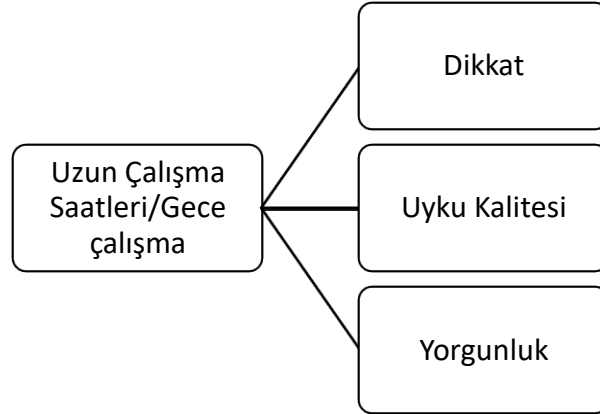 Dikkat
Uzun Çalışma
Saatleri/Gece
çalışma
Uyku Kalitesi
Yorgunluk